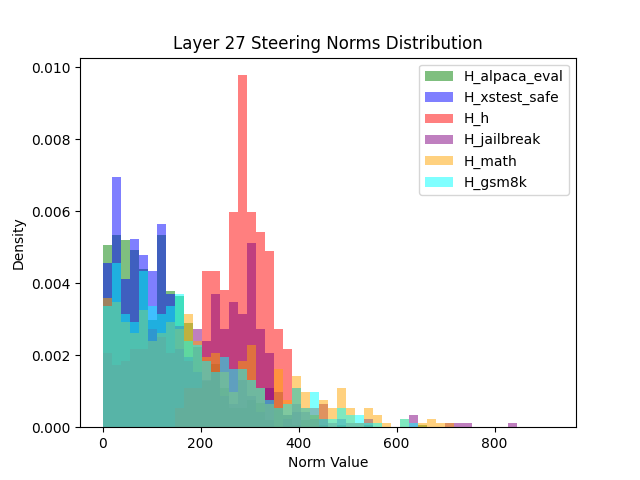 Layer 27 Steering Norms Distribution
0.010
0.008
0.006
0.004
0.002
0.000
Density
H_alpaca_eval
H_xstest_safe
H_h
H_jailbreak
H_math
H_gsm8k
0
200
400
600
800
Norm Value